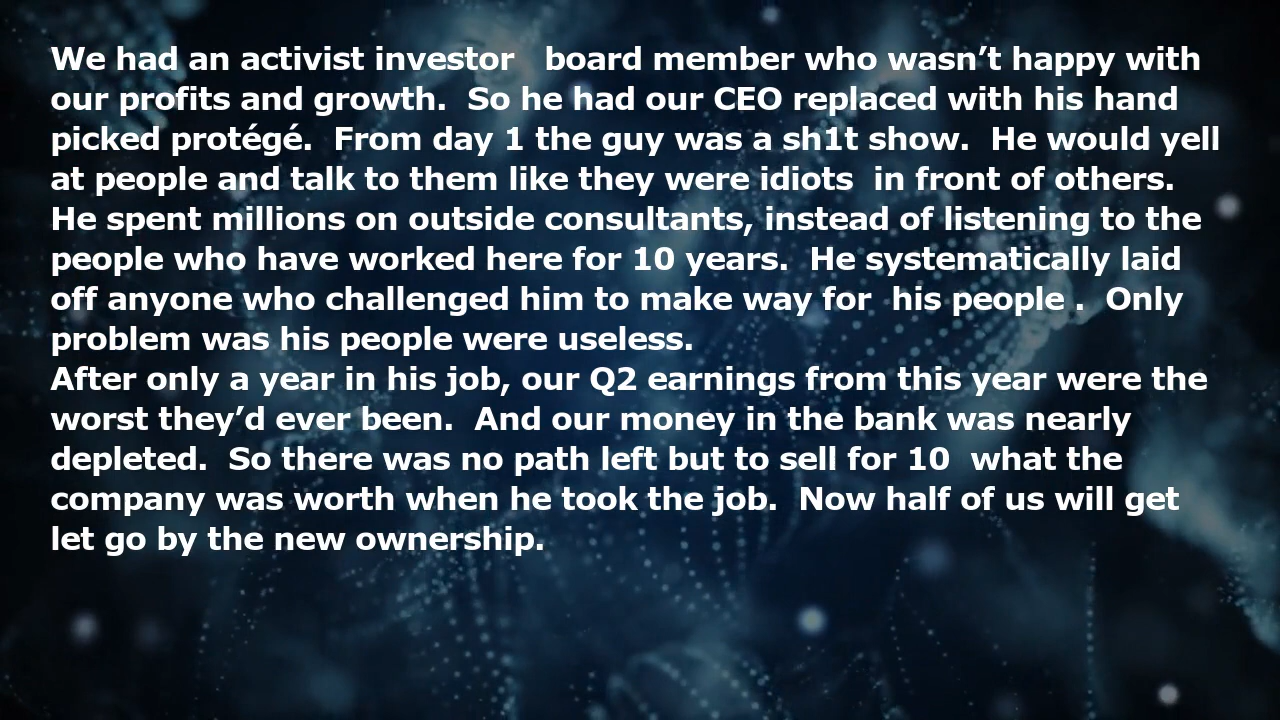 We had an activist investor   board member who wasn’t happy with
our profits and growth.  So he had our CEO replaced with his hand
picked protégé.  From day 1 the guy was a sh1t show.  He would yell
at people and talk to them like they were idiots  in front of others.
He spent millions on outside consultants, instead of listening to the
people who have worked here for 10 years.  He systematically laid
off anyone who challenged him to make way for  his people .  Only
problem was his people were useless.
After only a year in his job, our Q2 earnings from this year were the
worst they’d ever been.  And our money in the bank was nearly
depleted.  So there was no path left but to sell for 10  what the
company was worth when he took the job.  Now half of us will get
let go by the new ownership.